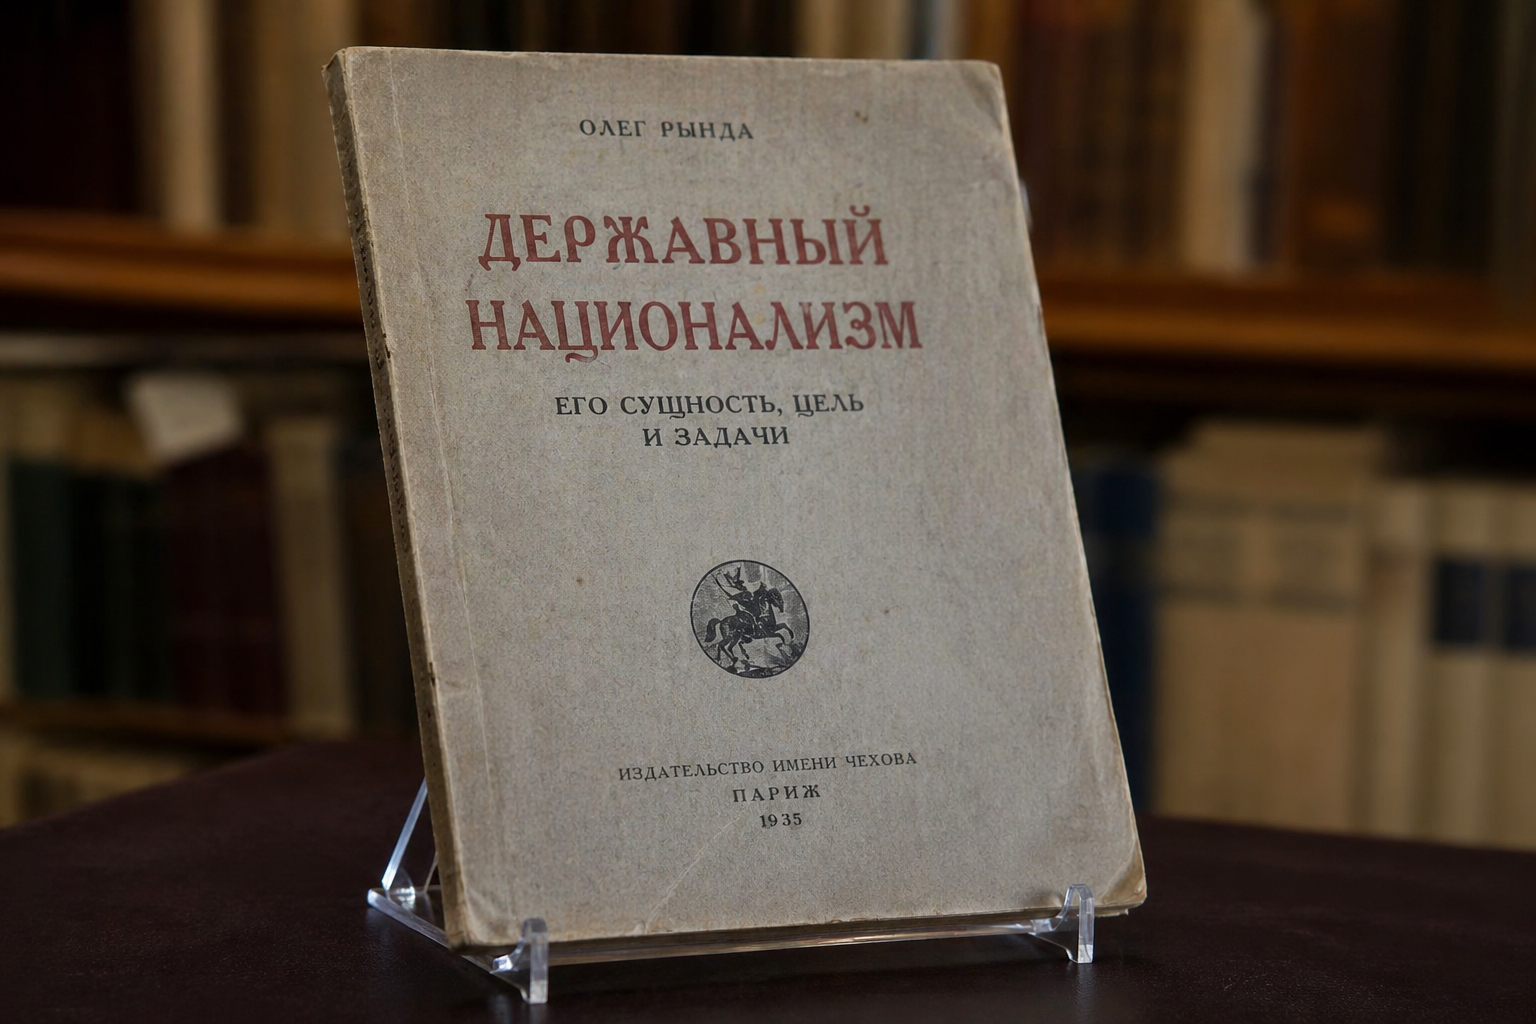 ОЛЕГ РЫНДА
ДЕРЖАВНЫЙ
НАЦИОНАЛИЗМ
ЕГО СУЩНОСТЬ, ЦЕЛЬ
И ЗАДАЧИ
ИЗДАТЕЛЬСТВО ИМЕНИ ЧЕХОВА
ПАРИЖ
1935